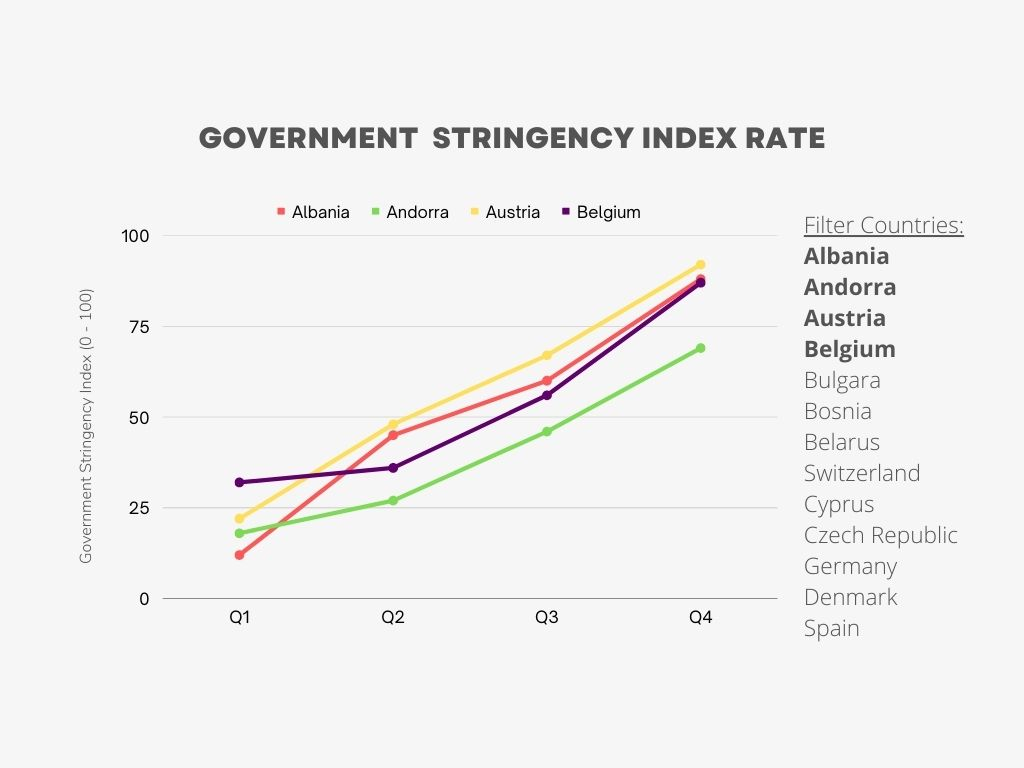 GOVERNMENT STRINGENCY INDEX RATE
Albania Andorra Austria Belgium
100
75
50
25
0
Government Stringency Index (0 - 100)
Q1 Q2 Q3 Q4
Filter Countries:
Albania
Andorra
Austria
Belgium
Bulgara
Bosnia
Belarus
Switzerland
Cyprus
Czech Republic
Germany
Denmark
Spain